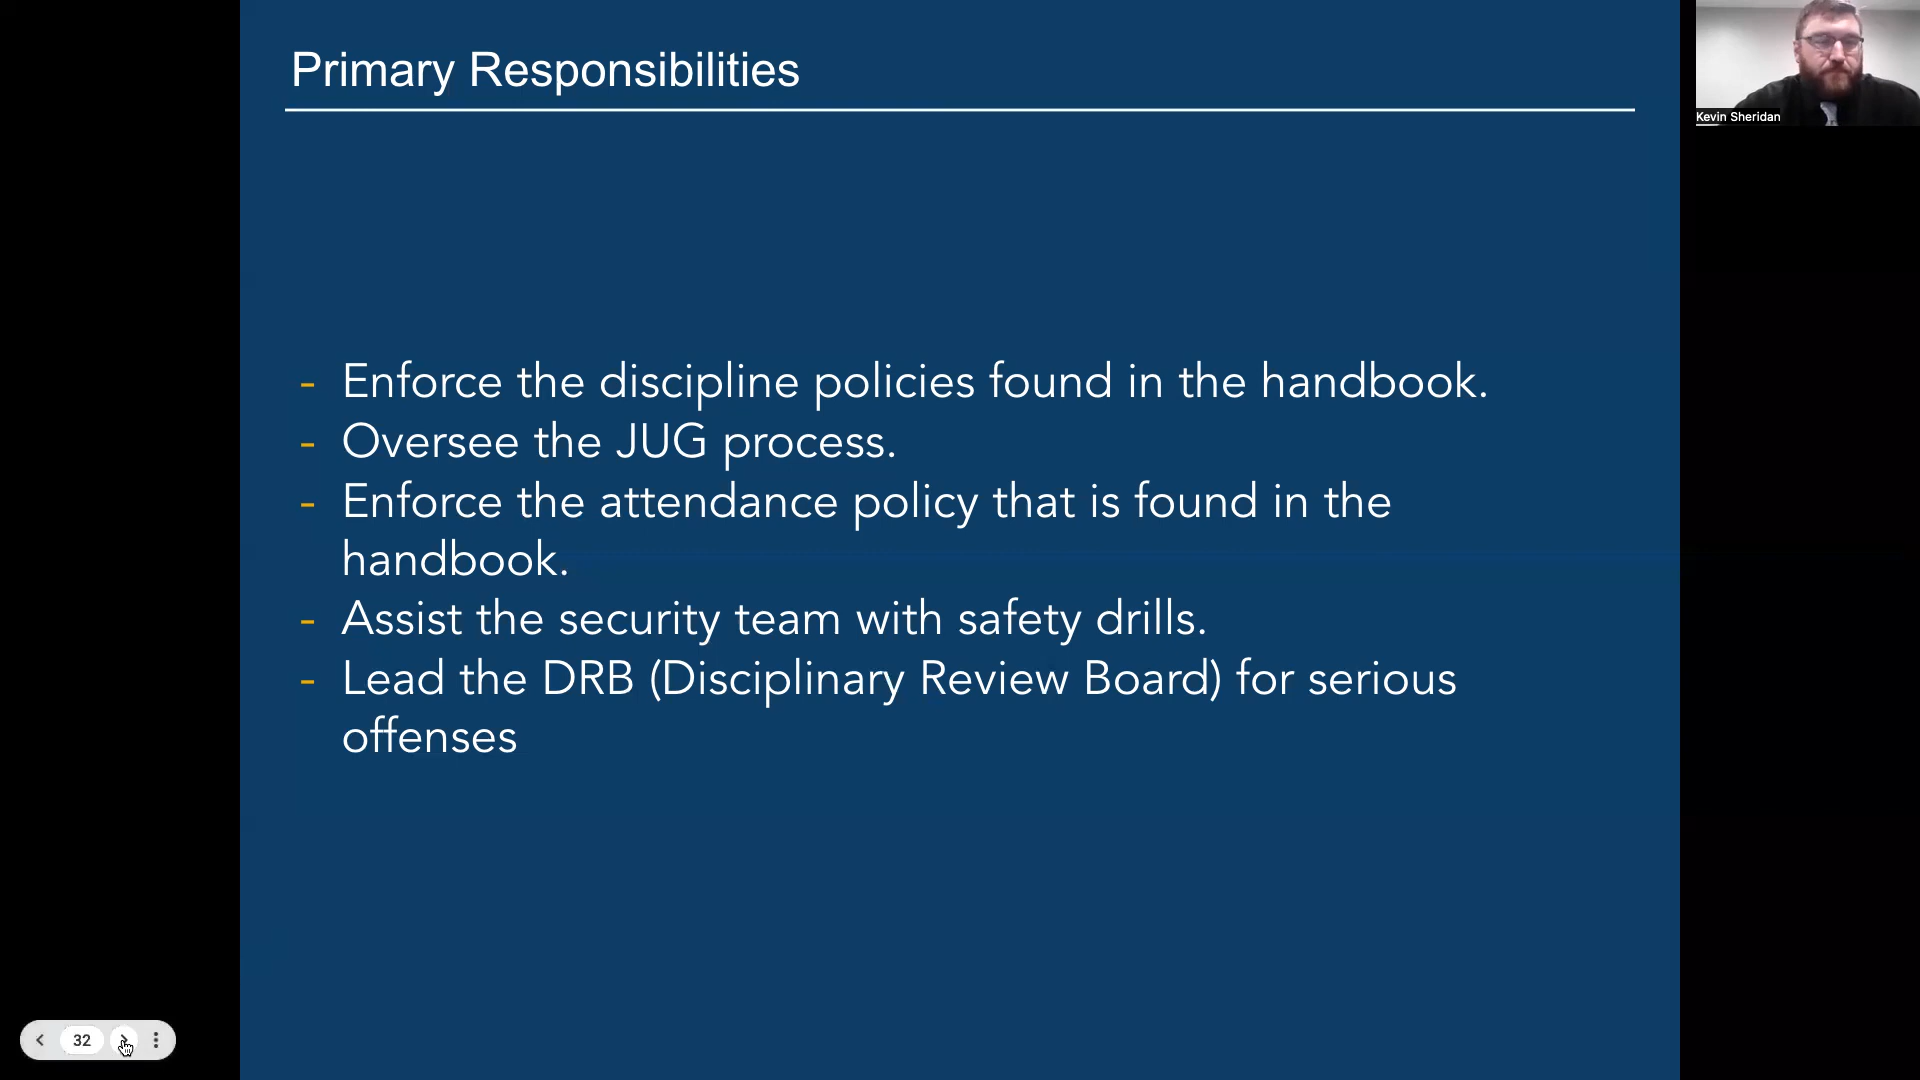 Primary Responsibilities
Kevin Sheridan
- Enforce the discipline policies found in the handbook.
- Oversee the JUG process.
- Enforce the attendance policy that is found in the
handbook.
- Assist the security team with safety drills.
- Lead the DRB (Disciplinary Review Board) for serious
offenses
32